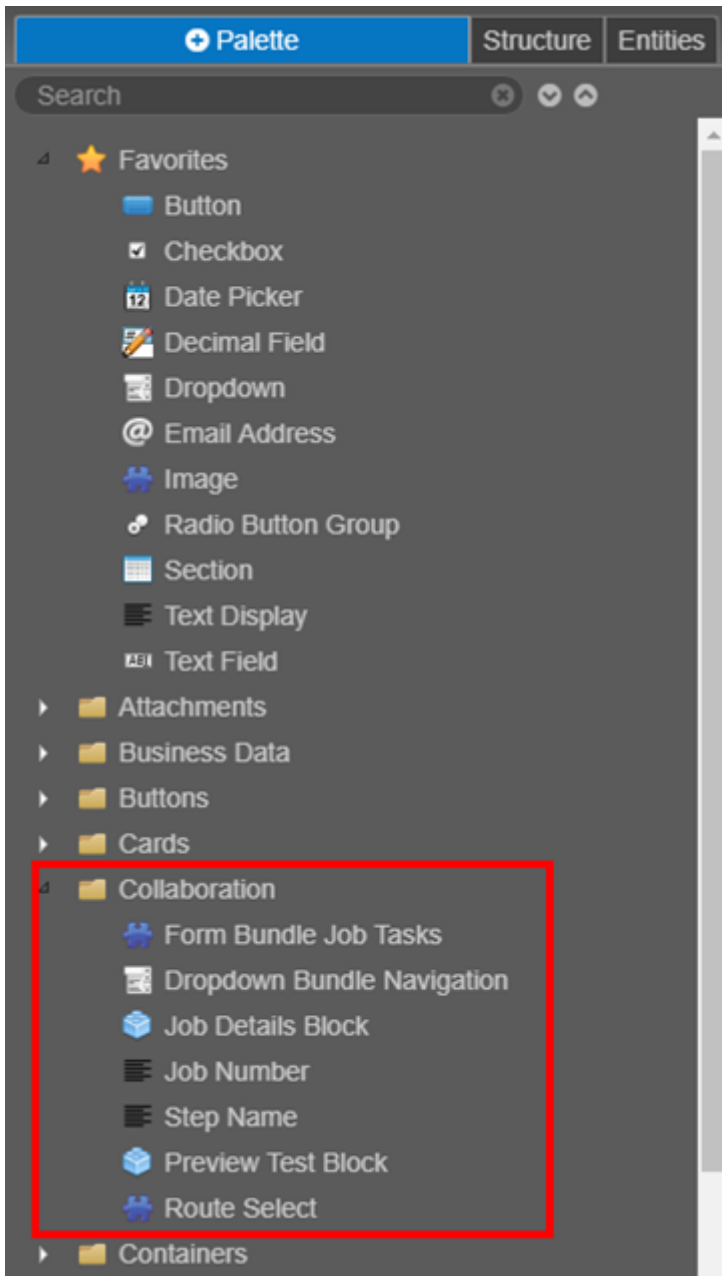 Palette Structure Entities
Search
Favorites
Button
Checkbox
12 Date Picker
Decimal Field
Dropdown
@ Email Address
Image
Radio Button Group
Section
Text Display
ABI Text Field
Attachments
Business Data
Buttons
Cards
Collaboration
Form Bundle Job Tasks
Dropdown Bundle Navigation
Job Details Block
Job Number
Step Name
Preview Test Block
Route Select
Containers